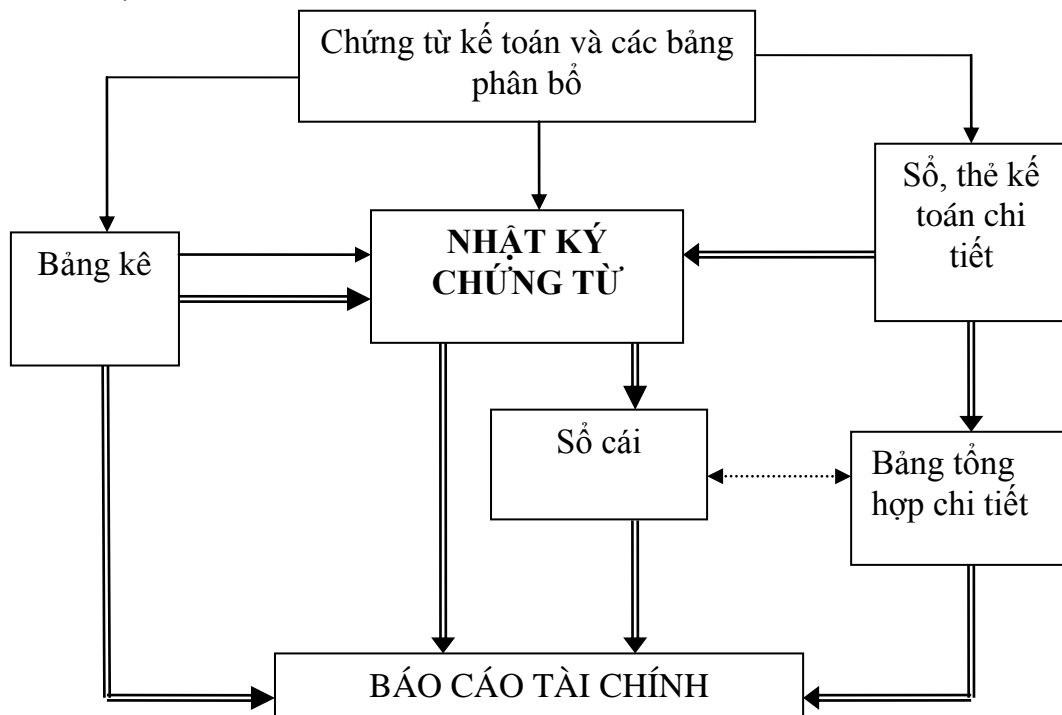 Chứng từ kế toán và các bảng
phân bổ
Sổ, thẻ kế
toán chi
tiết
NHẬT KÝ
CHỨNG TỪ
Bảng kê
Sổ cái
Bảng tổng
hợp chi tiết
BÁO CÁO TÀI CHÍNH